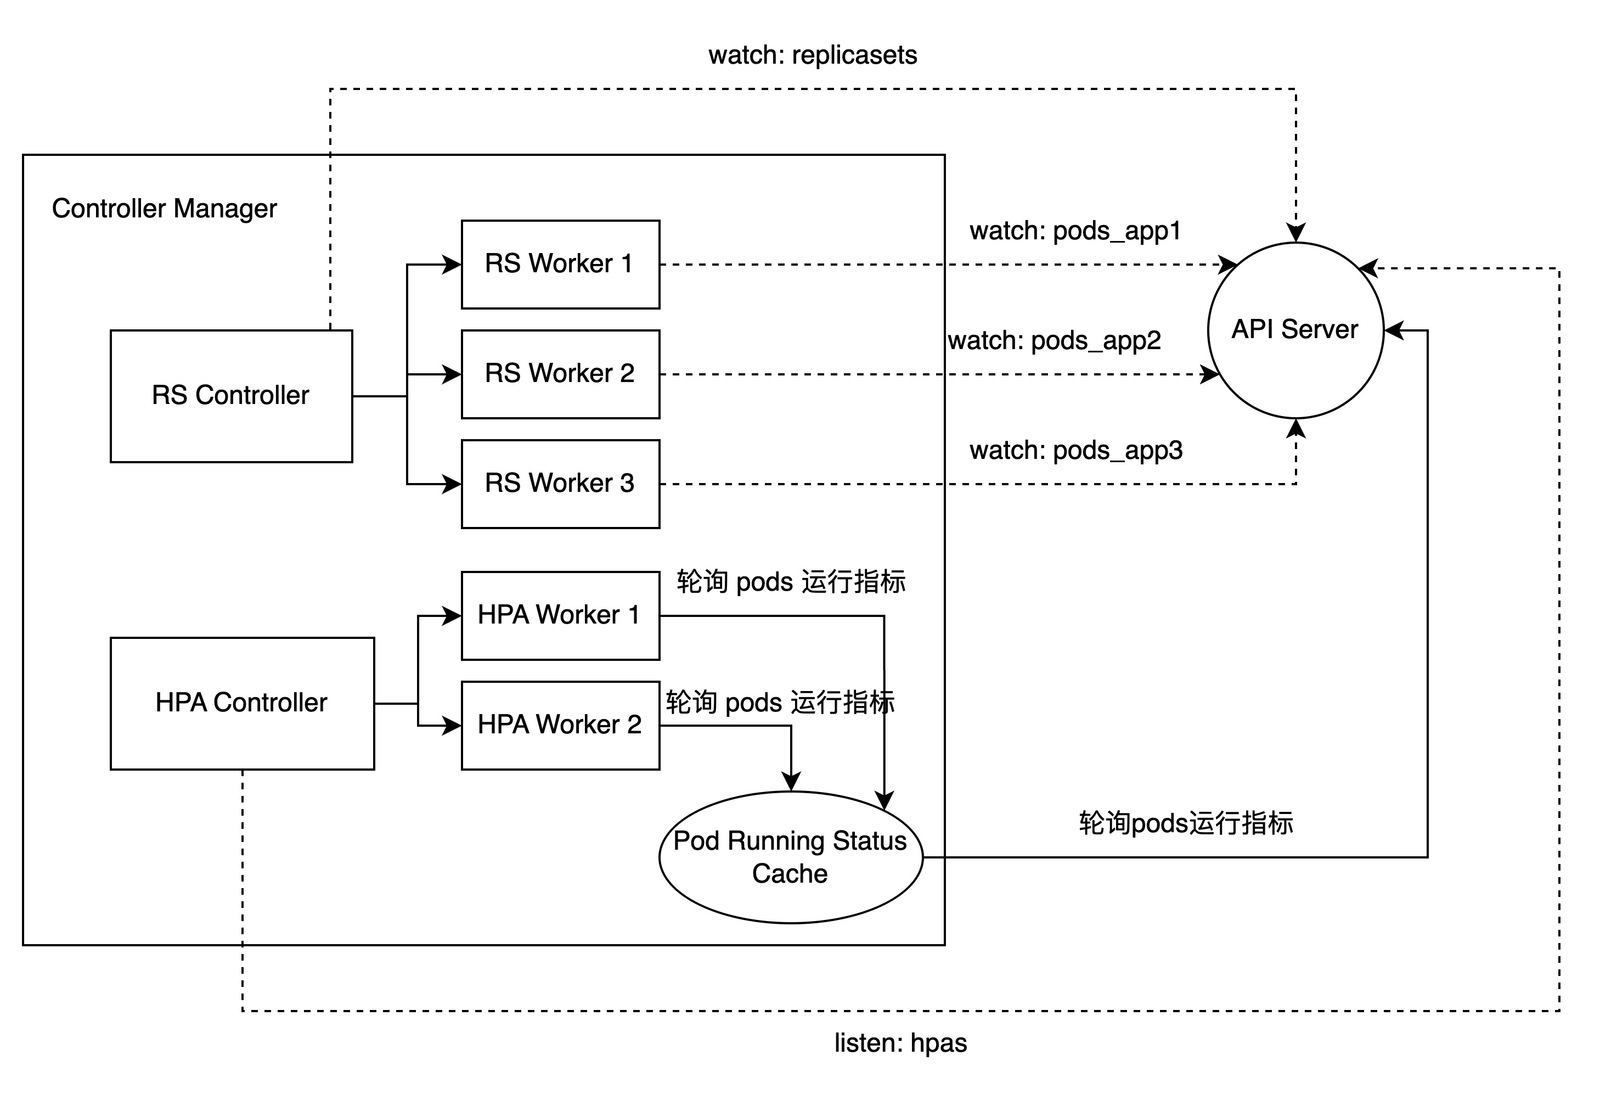 watch: replicasets
Controller Manager
RS Worker 1
watch: pods_app1
RS Controller
RS Worker 2
watch: pods_app2
API Server
RS Worker 3
watch: pods_app3
HPA Controller
HPA Worker 1
轮询 pods 运行指标
HPA Worker 2
轮询 pods 运行指标
Pod Running Status
Cache
轮询pods运行指标
listen: hpas